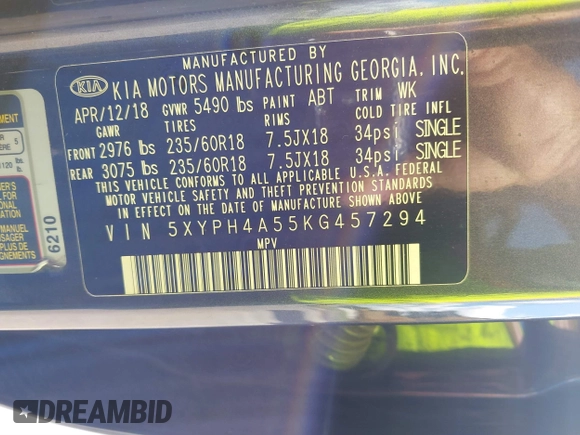 MANUFACTURED BY
KIA KIA MOTORS MANUFACTURING GEORGIA, INC.
APR/12/18 GVWR 5490 lbs PAINT ABT TRIM WK
GAWR TIRES RIMS COLD TIRE INFL
FRONT 2976 lbs 235/60R18 7.5JX18 34psi SINGLE
REAR 3075 lbs 235/60R18 7.5JX18 34psi SINGLE
THIS VEHICLE CONFORMS TO ALL APPLICABLE U.S.A. FEDERAL
MOTOR VEHICLE SAFETY AND THEFT PREVENTION STANDARDS
IN EFFECT ON THE DATE OF MANUFACTURE SHOWN ABOVE.
VIN 5XYPH4A55KG457294
MPV
6210
DREAMBID